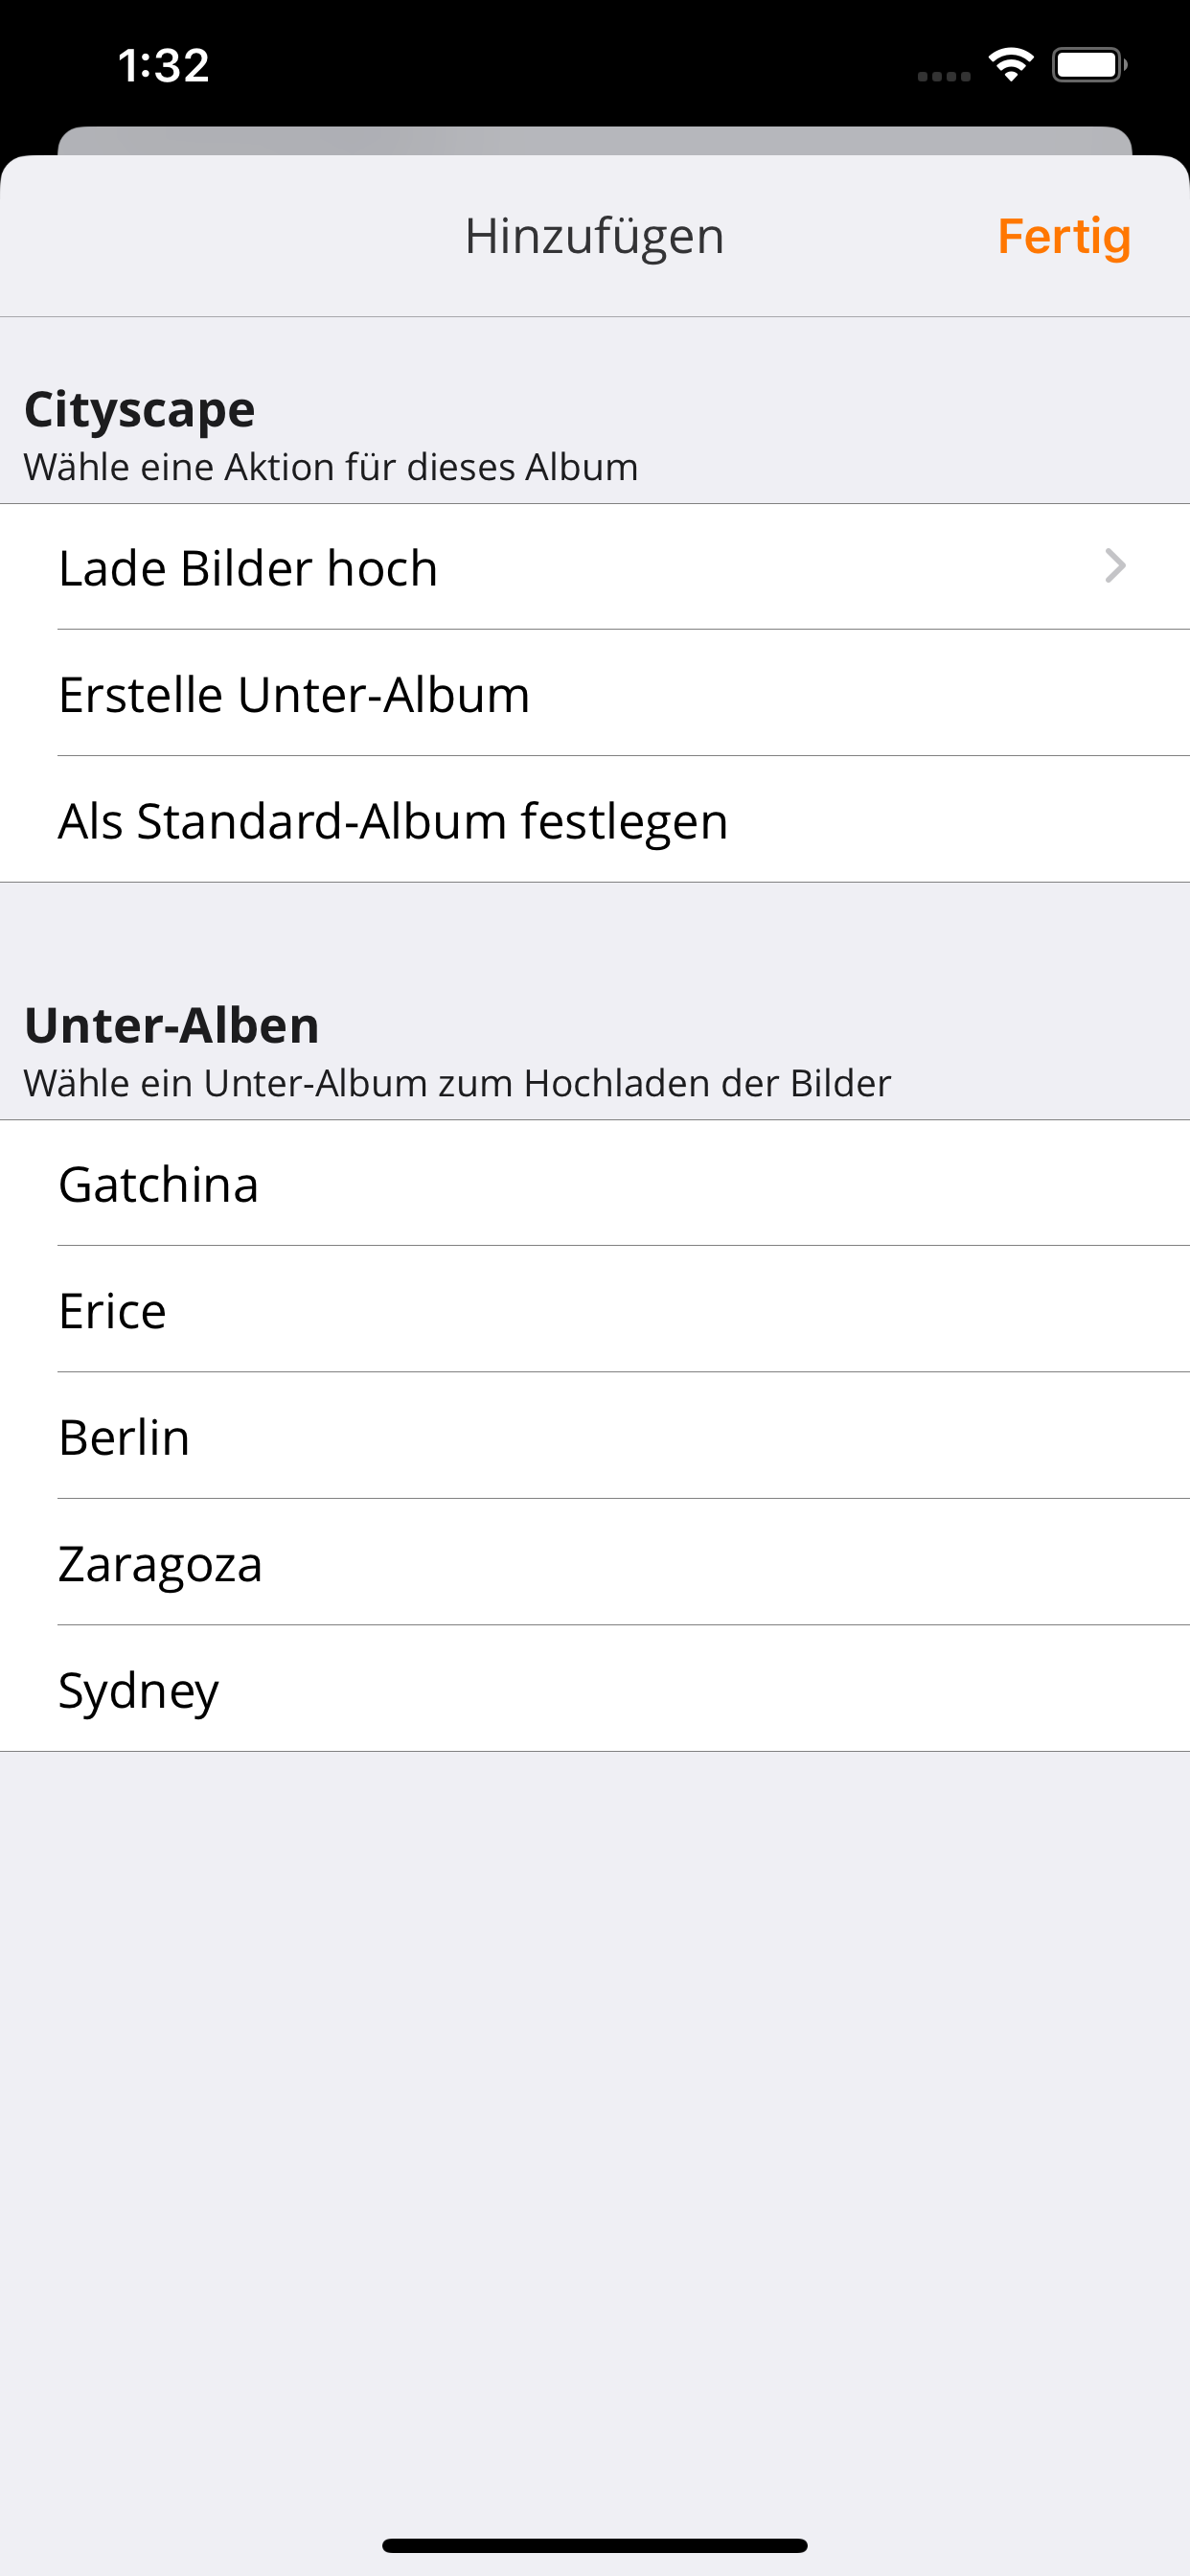 1:32
Hinzufügen
Fertig
Cityscape
Wähle eine Aktion für dieses Album
Lade Bilder hoch
Erstelle Unter-Album
Als Standard-Album festlegen
Unter-Alben
Wähle ein Unter-Album zum Hochladen der Bilder
Gatchina
Erice
Berlin
Zaragoza
Sydney